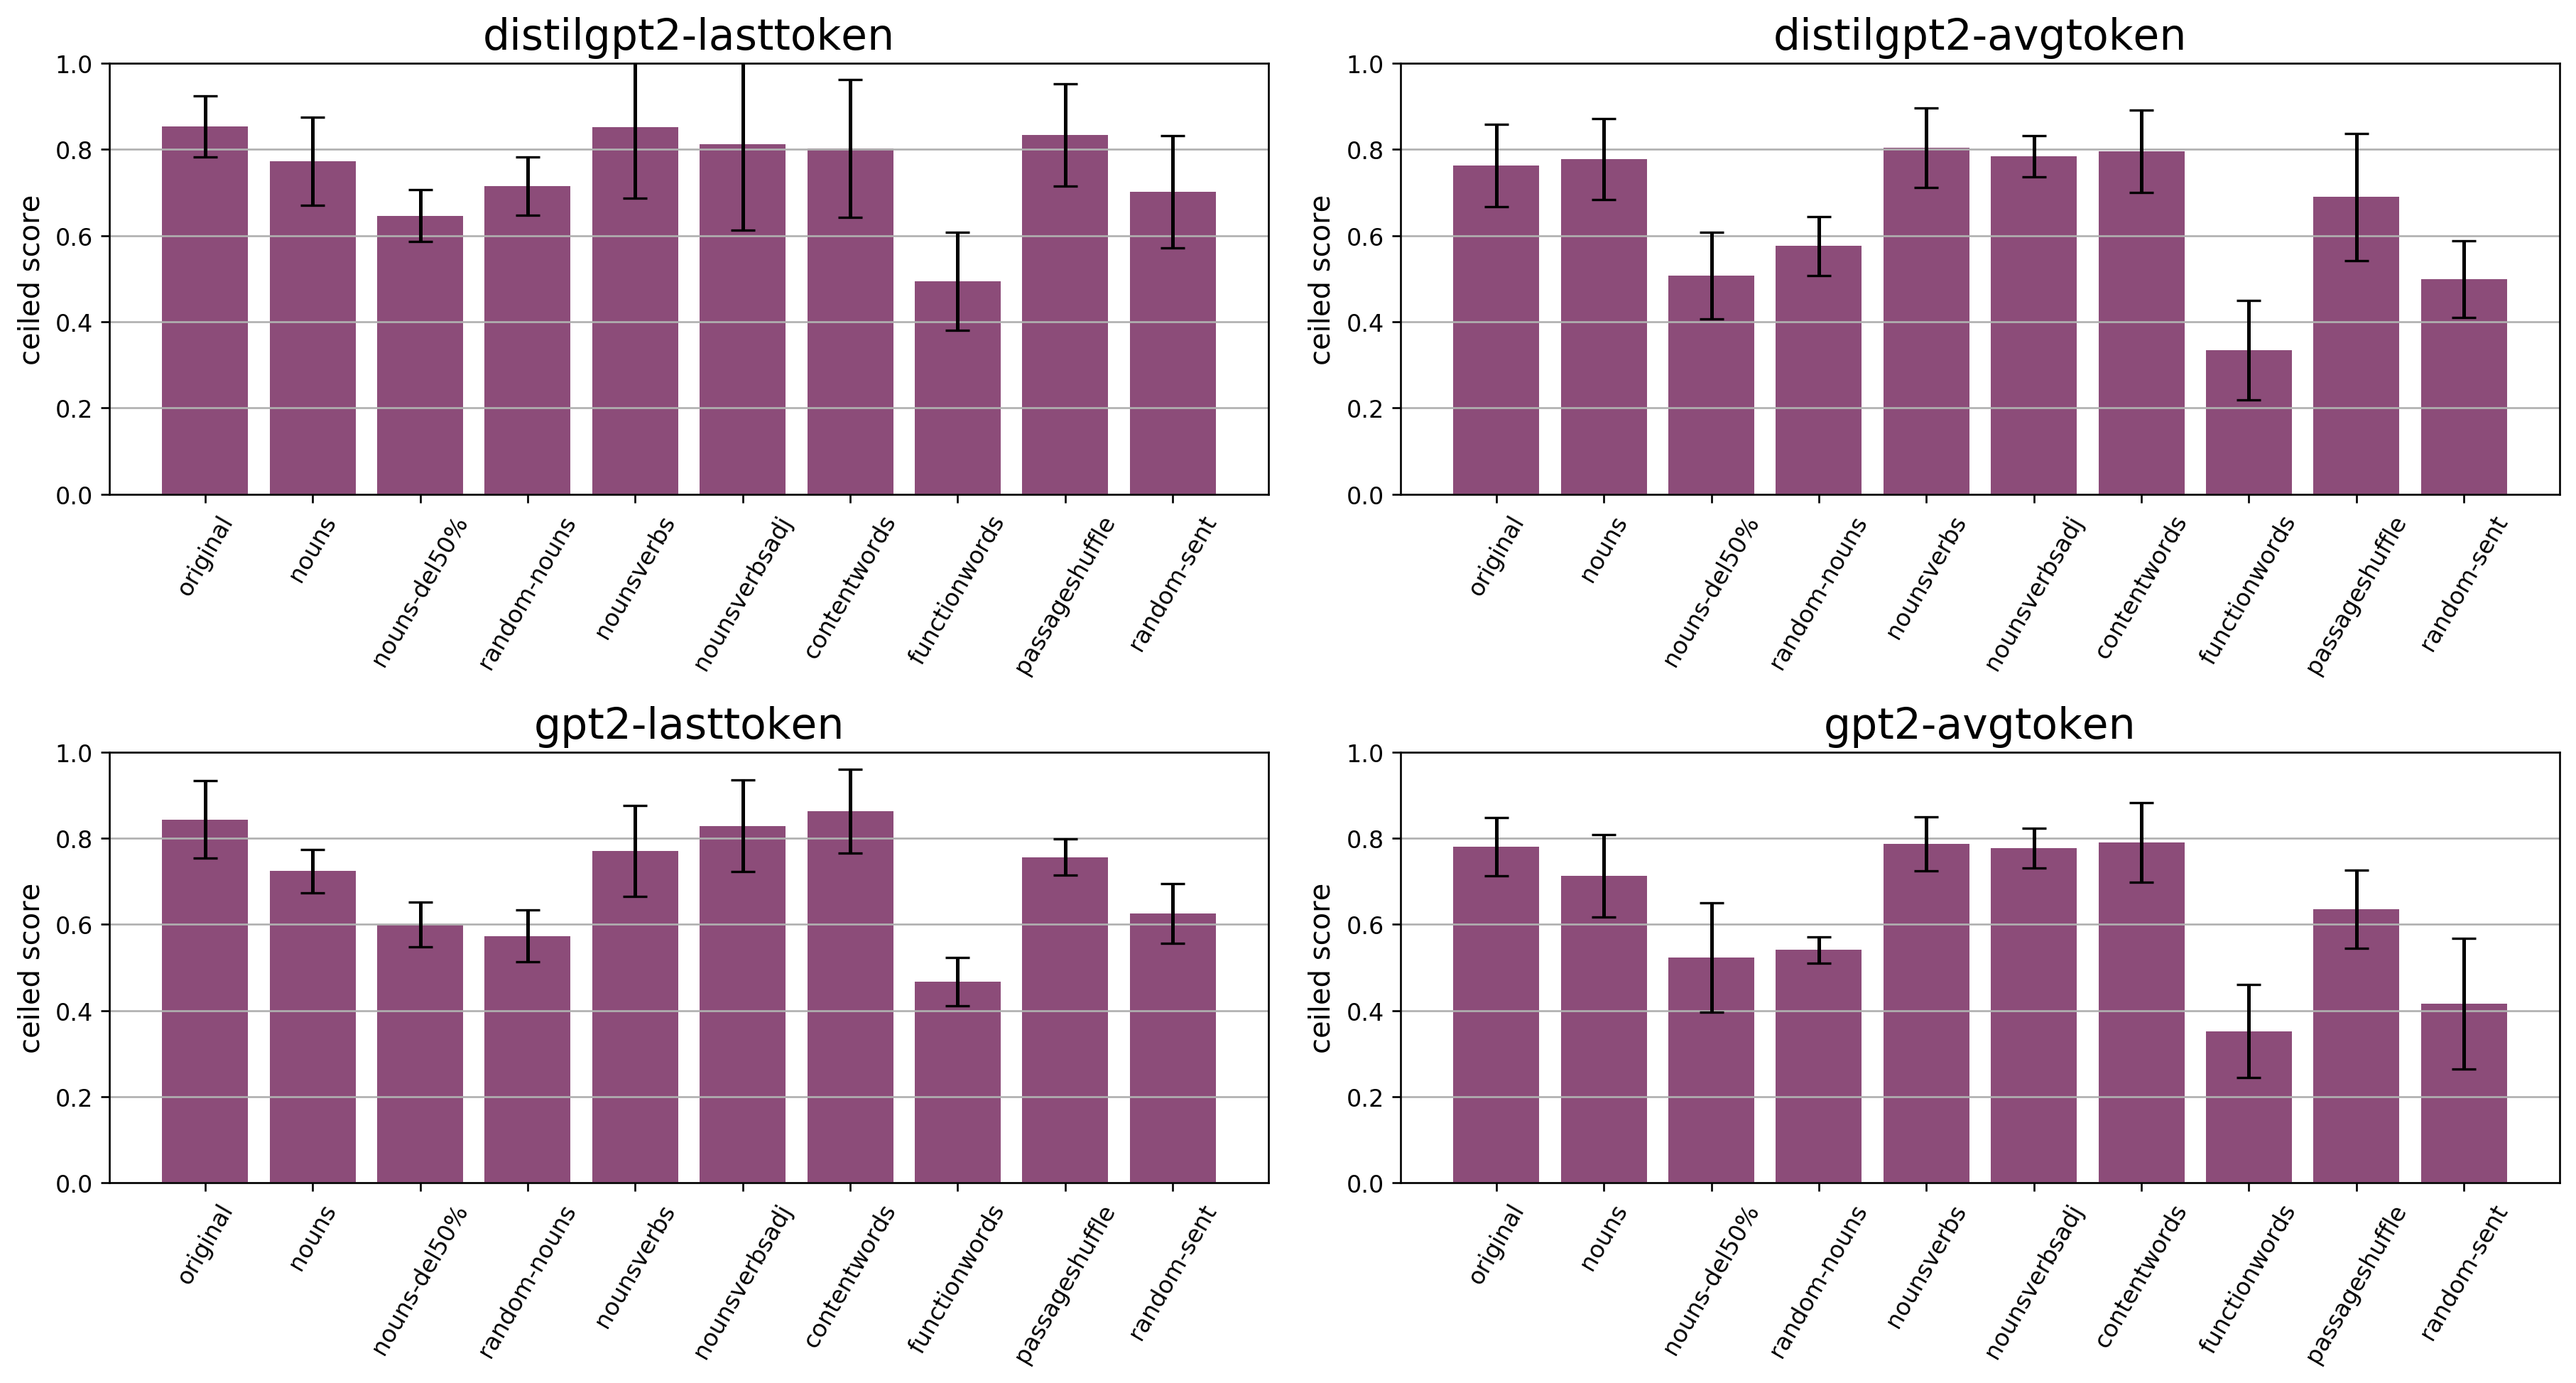 distilgpt2-lasttoken
ceiled score
1.0
0.8
0.6
0.4
0.2
0.0
original
nouns
nouns-del50%
random-nouns
nounsverbs
nounsverbsadj
contentwords
functionwords
passageshuffle
random-sent
distilgpt2-avgtoken
ceiled score
1.0
0.8
0.6
0.4
0.2
0.0
original
nouns
nouns-del50%
random-nouns
nounsverbs
nounsverbsadj
contentwords
functionwords
passageshuffle
random-sent
gpt2-lasttoken
ceiled score
1.0
0.8
0.6
0.4
0.2
0.0
original
nouns
nouns-del50%
random-nouns
nounsverbs
nounsverbsadj
contentwords
functionwords
passageshuffle
random-sent
gpt2-avgtoken
ceiled score
1.0
0.8
0.6
0.4
0.2
0.0
original
nouns
nouns-del50%
random-nouns
nounsverbs
nounsverbsadj
contentwords
functionwords
passageshuffle
random-sent